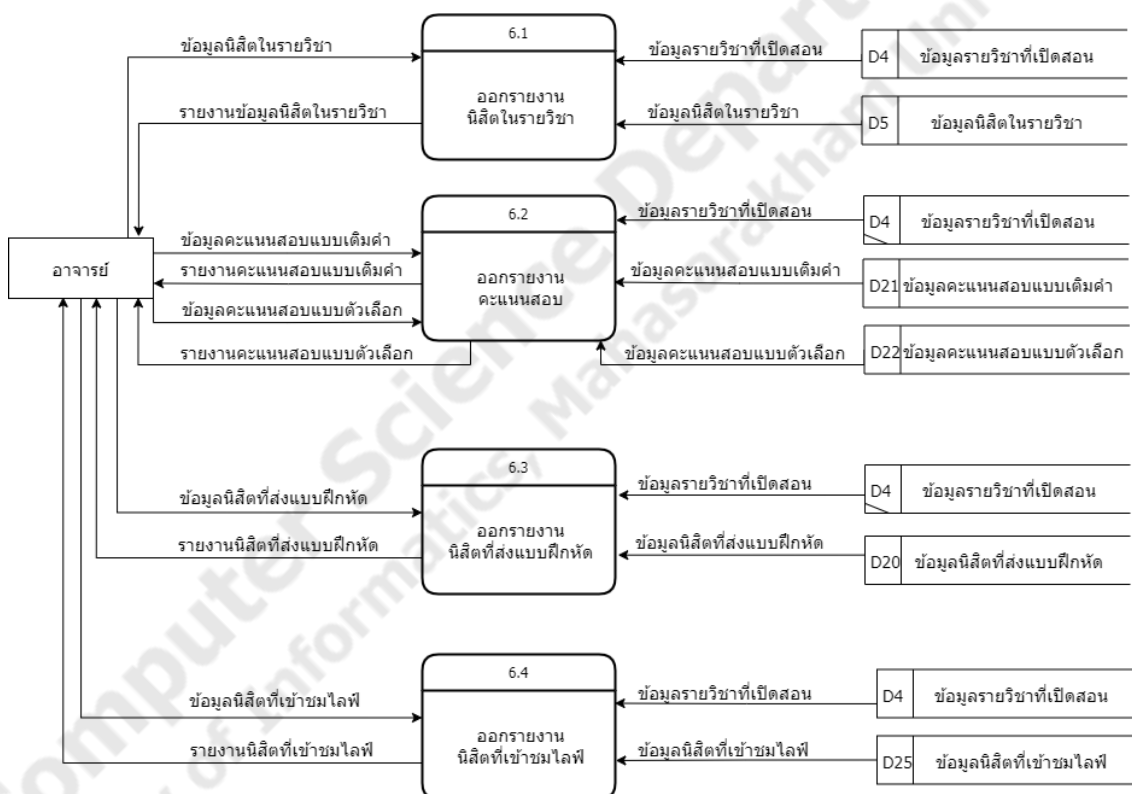 6.1
ข้อมูลนิสิตในรายวิชา
ข้อมูลรายวิชาที่เปิดสอน
D4 ข้อมูลรายวิชาที่เปิดสอน
ออกรายงาน
นิสิตในรายวิชา
รายงานข้อมูลนิสิตในรายวิชา
ข้อมูลนิสิตในรายวิชา
D5 ข้อมูลนิสิตในรายวิชา
6.2
ข้อมูลรายวิชาที่เปิดสอน
D4 ข้อมูลรายวิชาที่เปิดสอน
อาจารย์
ข้อมูลคะแนนสอบแบบเติมคำ
รายงานคะแนนสอบแบบเติมคำ
ออกรายงาน
คะแนนสอบ
ข้อมูลคะแนนสอบแบบเติมคำ
D21 ข้อมูลคะแนนสอบแบบเติมคำ
ข้อมูลคะแนนสอบแบบตัวเลือก
รายงานคะแนนสอบแบบตัวเลือก
ข้อมูลคะแนนสอบแบบตัวเลือก
D22 ข้อมูลคะแนนสอบแบบตัวเลือก
6.3
ข้อมูลรายวิชาที่เปิดสอน
D4 ข้อมูลรายวิชาที่เปิดสอน
ข้อมูลนิสิตที่ส่งแบบฝึกหัด
ออกรายงาน
นิสิตที่ส่งแบบฝึกหัด
รายงานนิสิตที่ส่งแบบฝึกหัด
ข้อมูลนิสิตที่ส่งแบบฝึกหัด
D20 ข้อมูลนิสิตที่ส่งแบบฝึกหัด
6.4
ข้อมูลรายวิชาที่เปิดสอน
D4 ข้อมูลรายวิชาที่เปิดสอน
ข้อมูลนิสิตที่เข้าชมไลฟ์
ออกรายงาน
นิสิตที่เข้าชมไลฟ์
รายงานนิสิตที่เข้าชมไลฟ์
ข้อมูลนิสิตที่เข้าชมไลฟ์
D25 ข้อมูลนิสิตที่เข้าชมไลฟ์
Computer Science Depart
of Informatics, Mahasarakham Uni